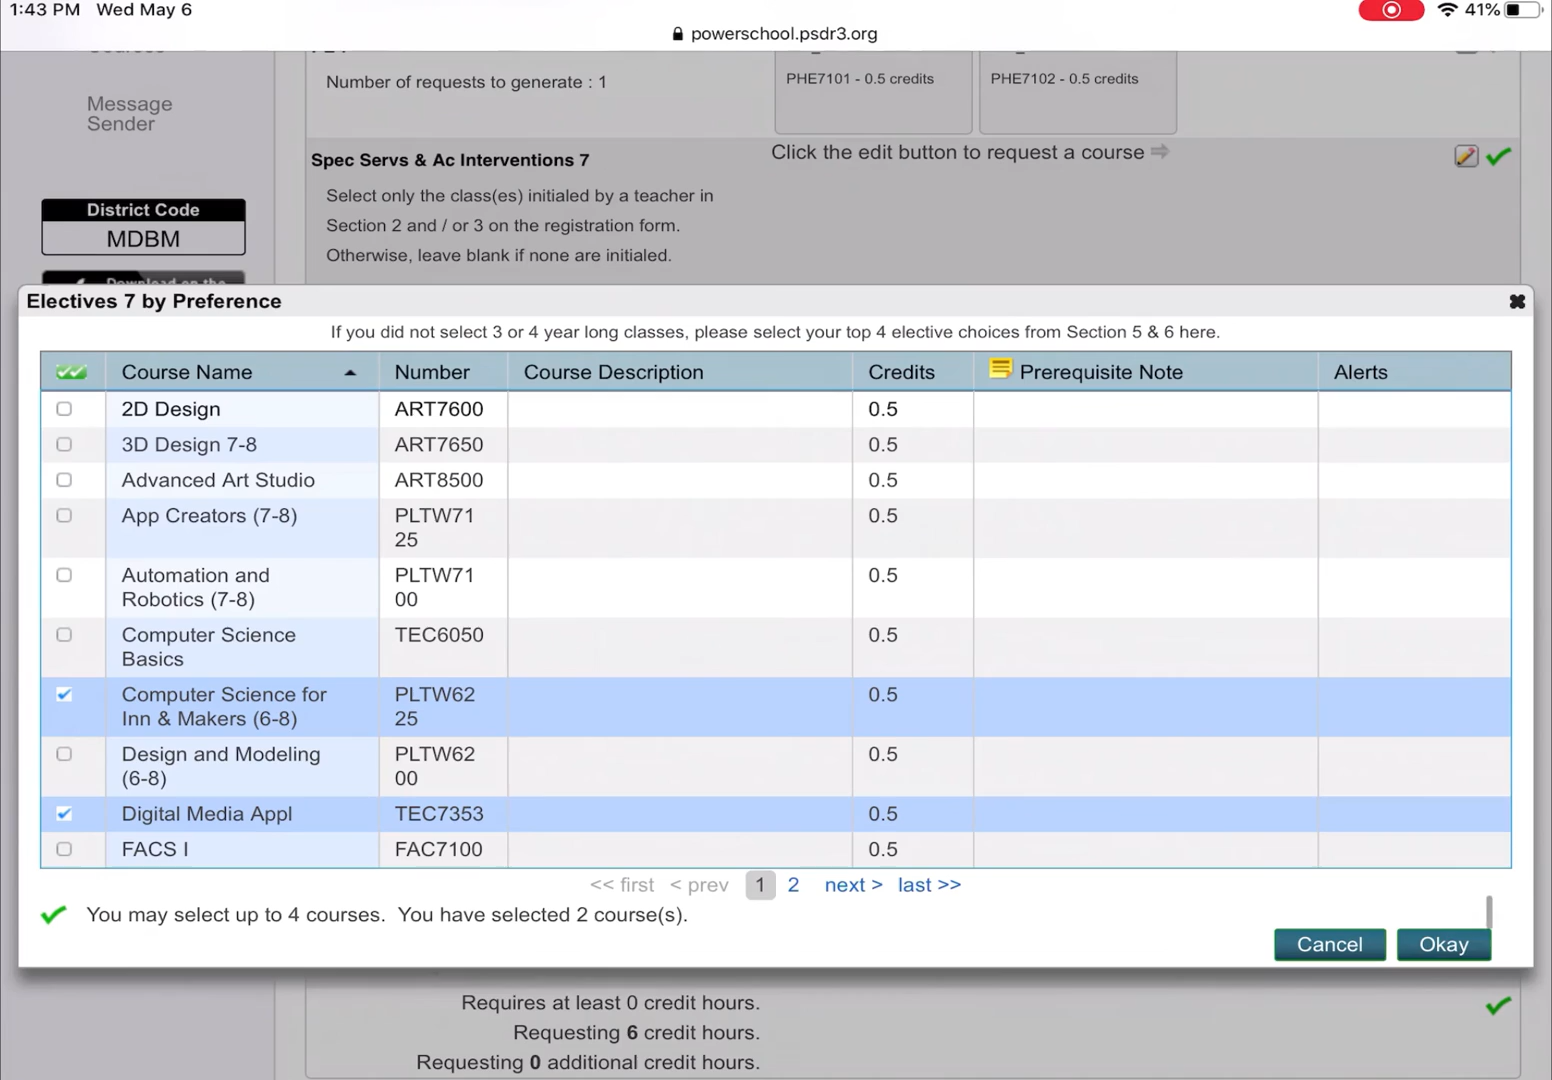 1:43 PM Wed May 6
41%
powerschool.psdr3.org
Message
Sender
District Code
MDBM
Number of requests to generate : 1
PHE7101 - 0.5 credits
PHE7102 - 0.5 credits
Spec Servs & Ac Interventions 7
Click the edit button to request a course
Select only the class(es) initialed by a teacher in
Section 2 and / or 3 on the registration form.
Otherwise, leave blank if none are initialed.
Electives 7 by Preference
If you did not select 3 or 4 year long classes, please select your top 4 elective choices from Section 5 & 6 here.
Course Name Number Course Description Credits Prerequisite Note Alerts
2D Design ART7600 0.5
3D Design 7-8 ART7650 0.5
Advanced Art Studio ART8500 0.5
App Creators (7-8) PLTW71 0.5
25
Automation and PLTW71 0.5
Robotics (7-8) 00
Computer Science TEC6050 0.5
Basics
Computer Science for PLTW62 0.5
Inn & Makers (6-8) 25
Design and Modeling PLTW62 0.5
(6-8) 00
Digital Media Appl TEC7353 0.5
FACS I FAC7100 0.5
<< first < prev 1 2 next > last >>
You may select up to 4 courses. You have selected 2 course(s).
Cancel Okay
Requires at least 0 credit hours.
Requesting 6 credit hours.
Requesting 0 additional credit hours.